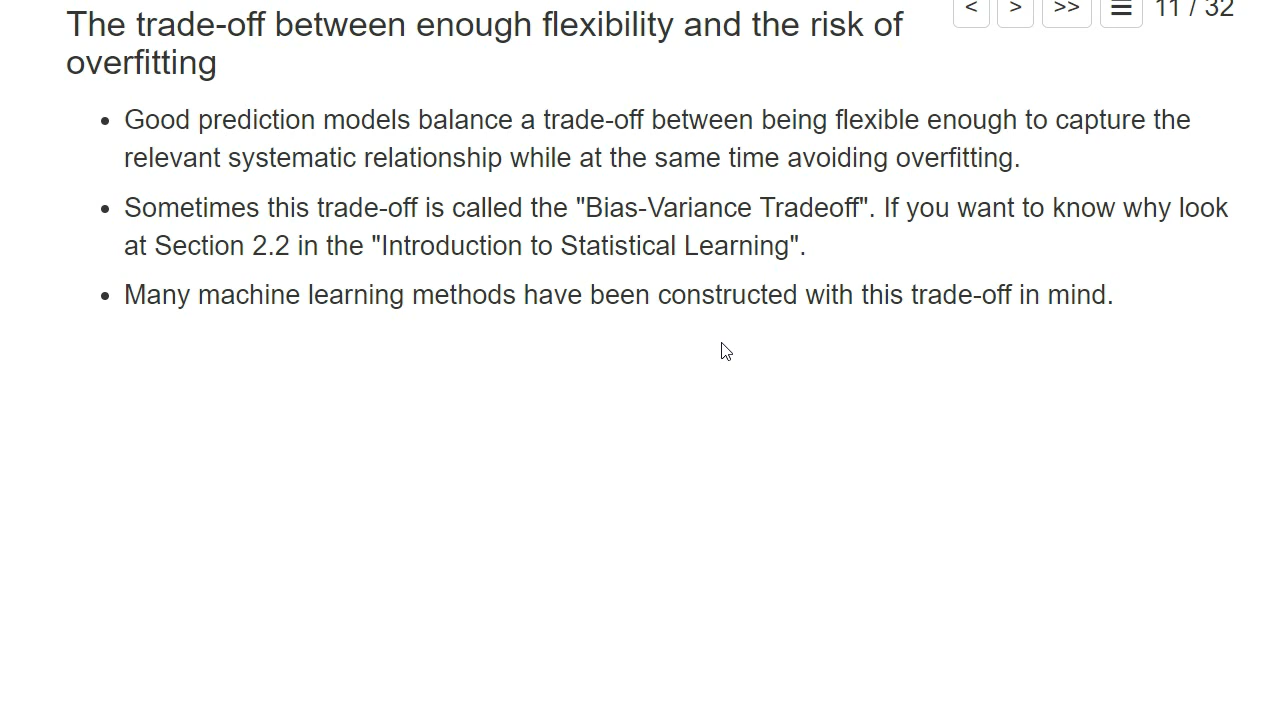 The trade-off between enough flexibility and the risk of
overfitting
< > >> ☰ 11 / 32
• Good prediction models balance a trade-off between being flexible enough to capture the
relevant systematic relationship while at the same time avoiding overfitting.
• Sometimes this trade-off is called the "Bias-Variance Tradeoff". If you want to know why look
at Section 2.2 in the "Introduction to Statistical Learning".
• Many machine learning methods have been constructed with this trade-off in mind.